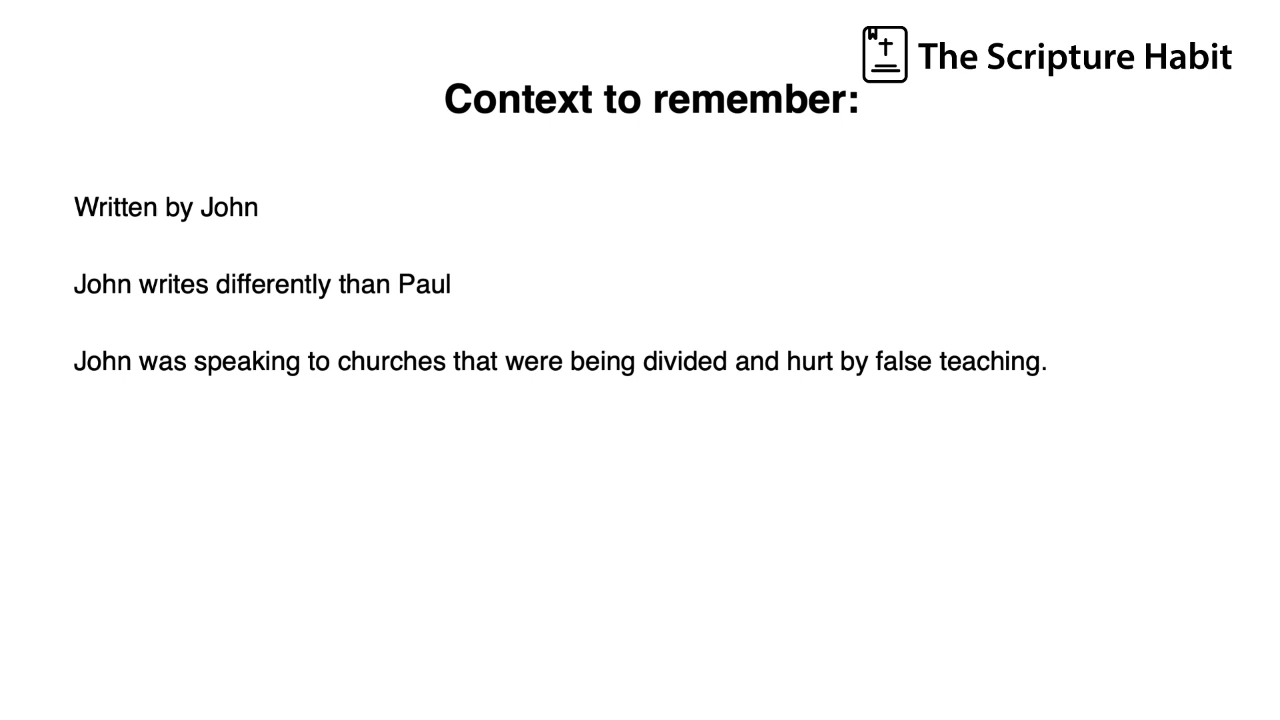 The Scripture Habit
Context to remember:
Written by John
John writes differently than Paul
John was speaking to churches that were being divided and hurt by false teaching.